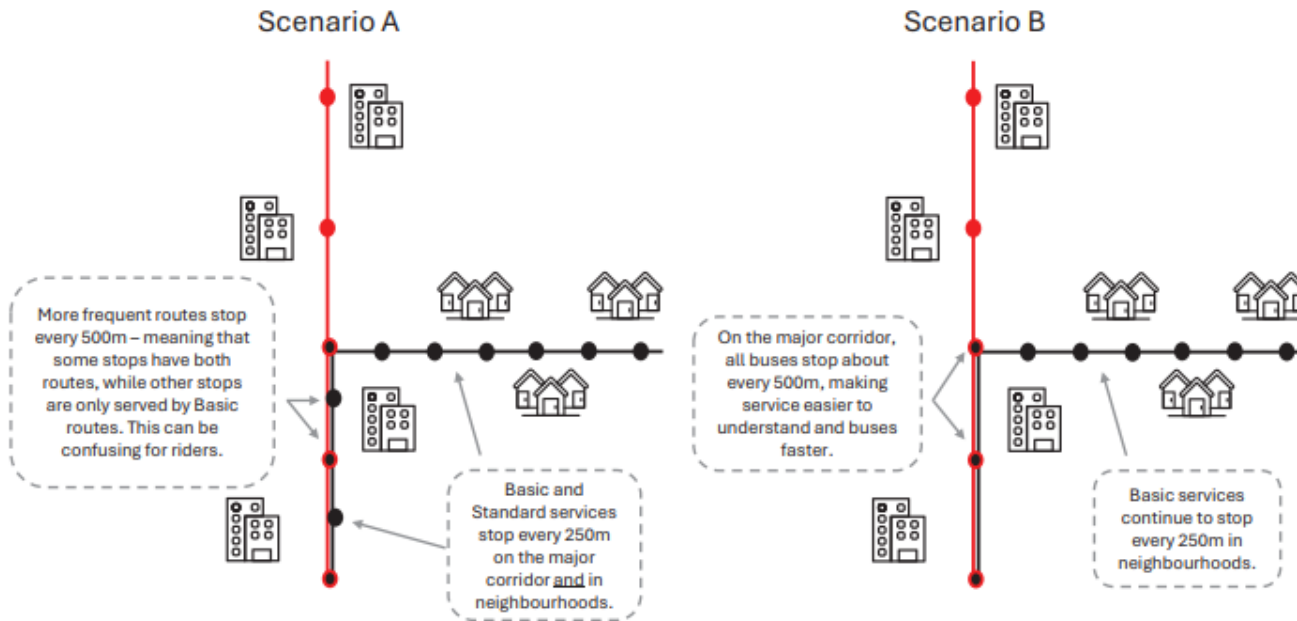 Scenario A
Scenario B
More frequent routes stop
every 500m – meaning that
some stops have both
routes, while other stops
are only served by Basic
routes. This can be
confusing for riders.
Basic and
Standard services
stop every 250m
on the major
corridor and in
neighbourhoods.
On the major corridor,
all buses stop about
every 500m, making
service easier to
understand and buses
faster.
Basic services
continue to stop
every 250m in
neighbourhoods.